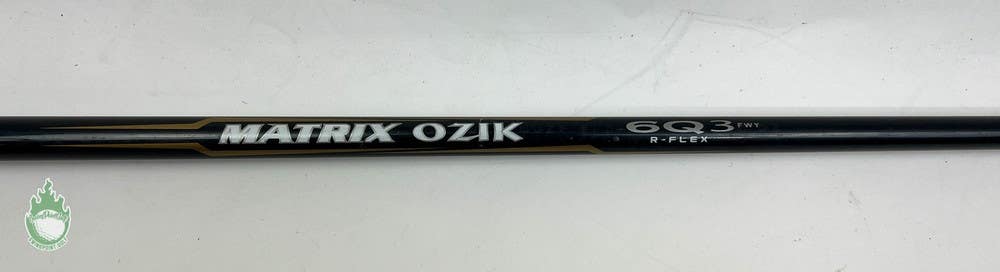 MATRIX OZIK 6Q3 FWY
R-FLEX